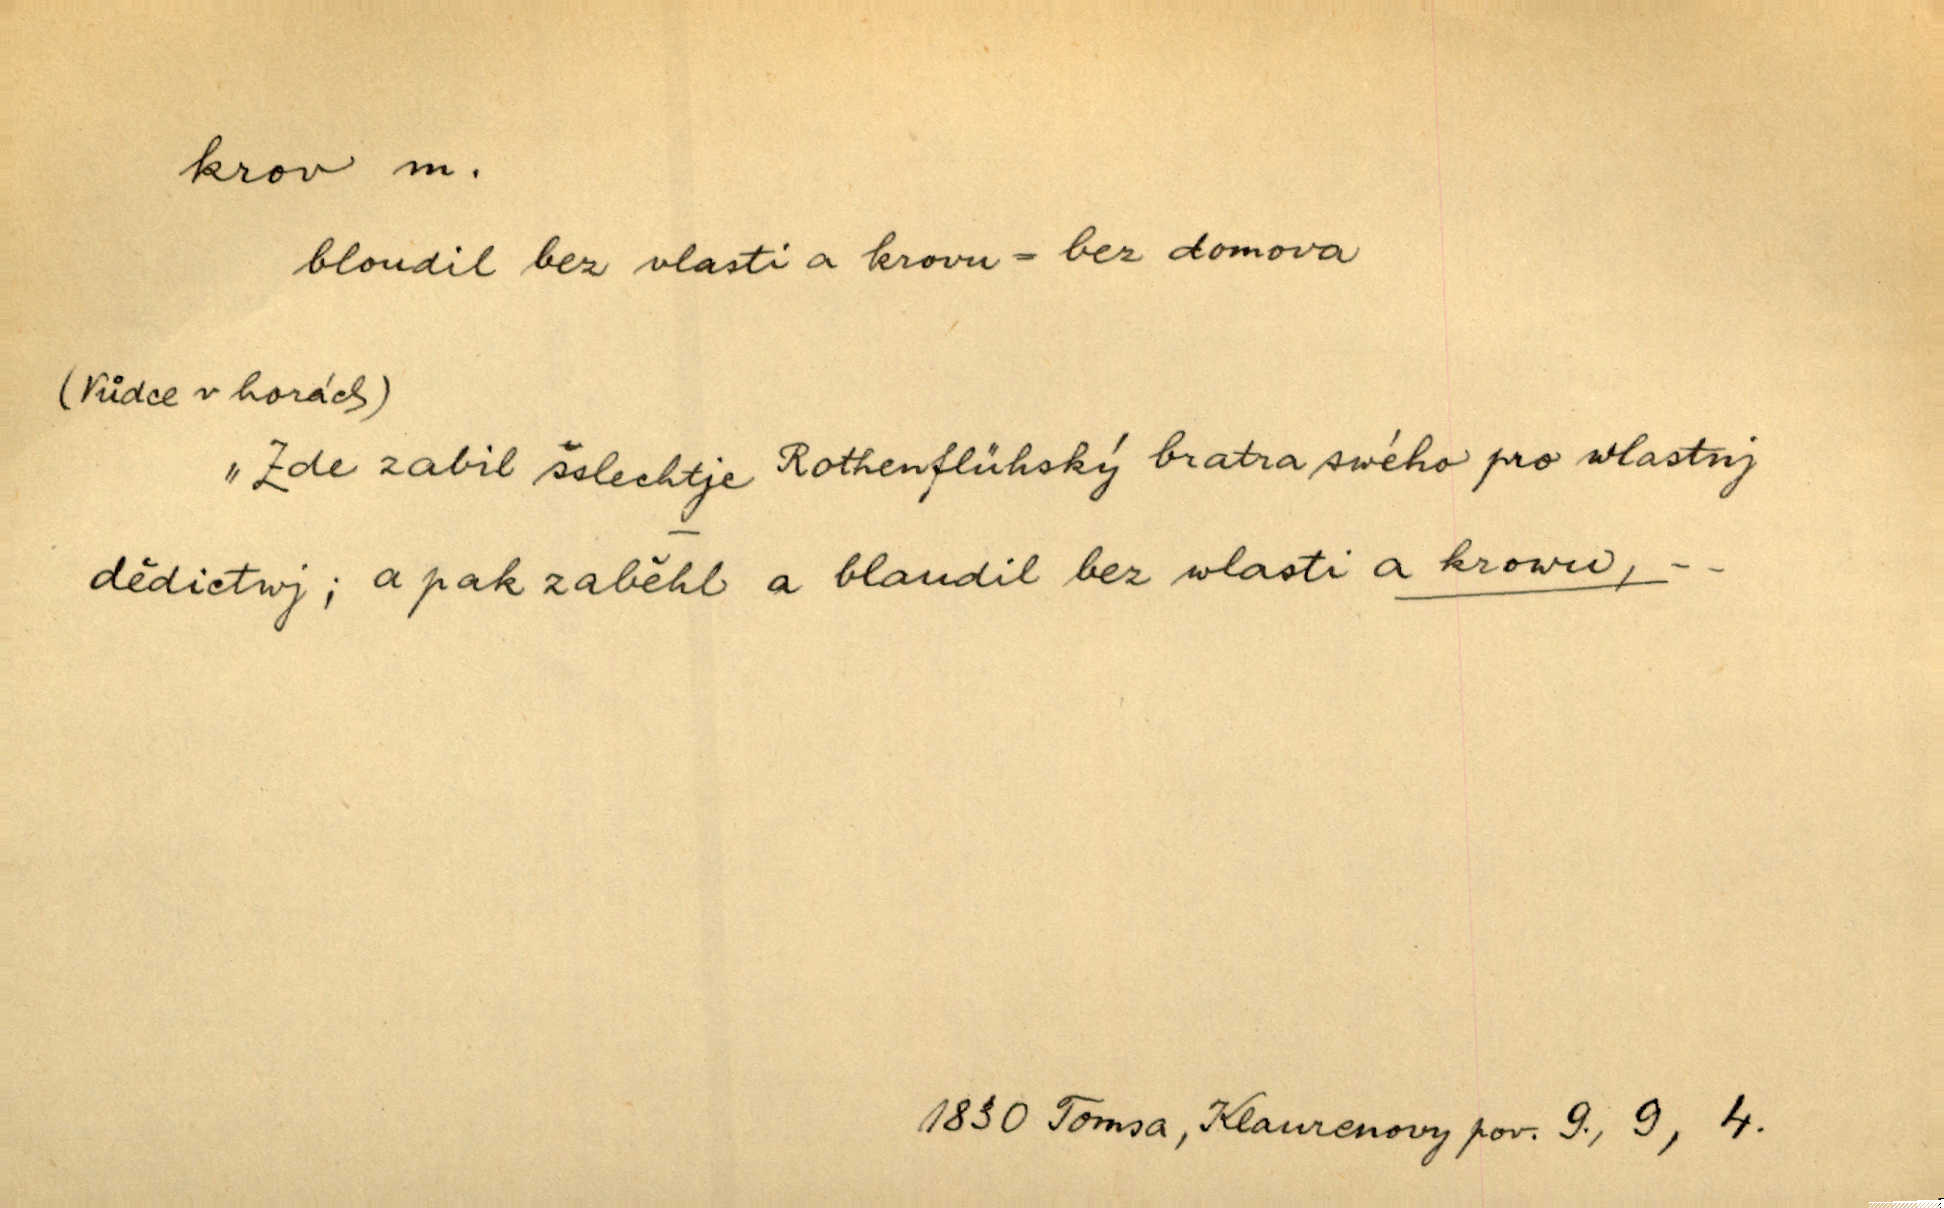 krov m.
bloudil bez vlasti a krovu = bez domova
(Vůdce v horách)
„Zde zabil šslechtje Rothenflühský bratra swého pro wlastnj
dědictwj; a pak zaběhl a blaudil bez wlasti a krowu, - -
1830 Tomsa, Klaurenovy pov. 9., 9, 4.